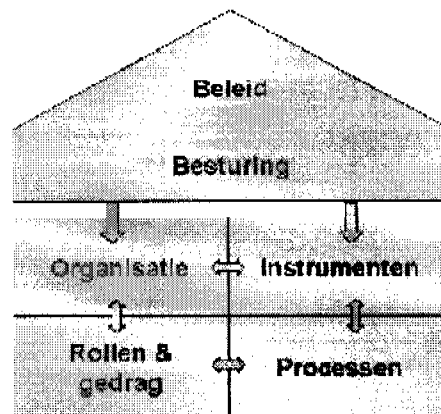 Beleid
Besturing
Organisatie
Instrumenten
Rollen &
gedrag
Processen